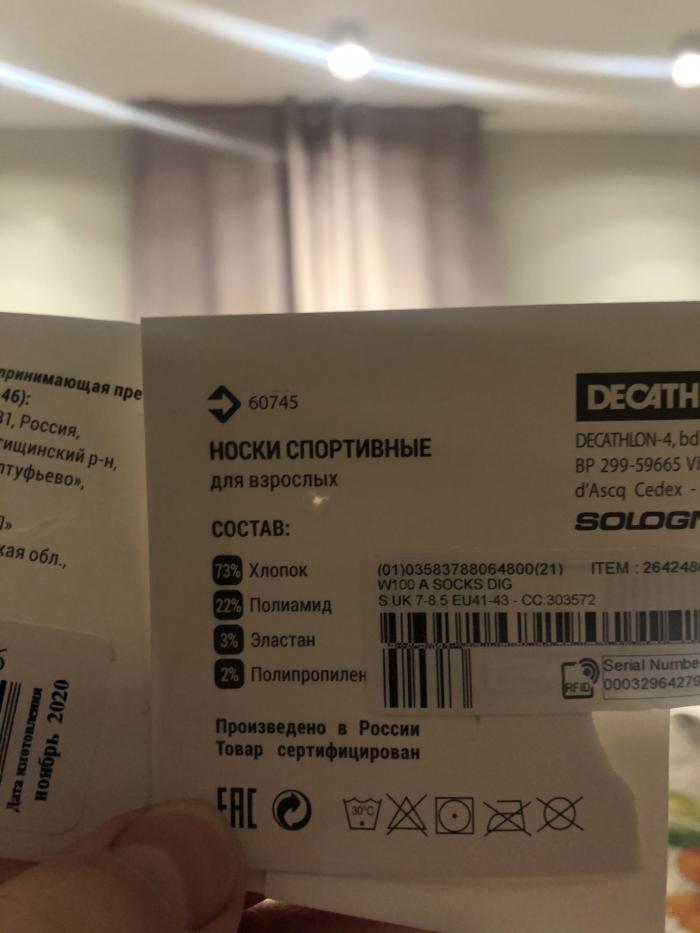 принимающая пре
46):
31, Россия,
тищинский р-н,
лтуфьево»,
кая обл.,
Дата изготовления
ноябрь 2020
60745
НОСКИ СПОРТИВНЫЕ
для взрослых
СОСТАВ:
73% Хлопок
22% Полиамид
3% Эластан
2% Полипропилен
Произведено в России
Товар сертифицирован
EAC
30°C
DECATH
DECATHLON-4, bd
BP 299-59665 Vi
d'Ascq Cedex -
SOLOGN
(01)03583788064800(21) ITEM : 264248
W100 A SOCKS DIG
S:UK 7-8.5 EU41-43 - CC.303572
RFID
Serial Numbe
00032964279